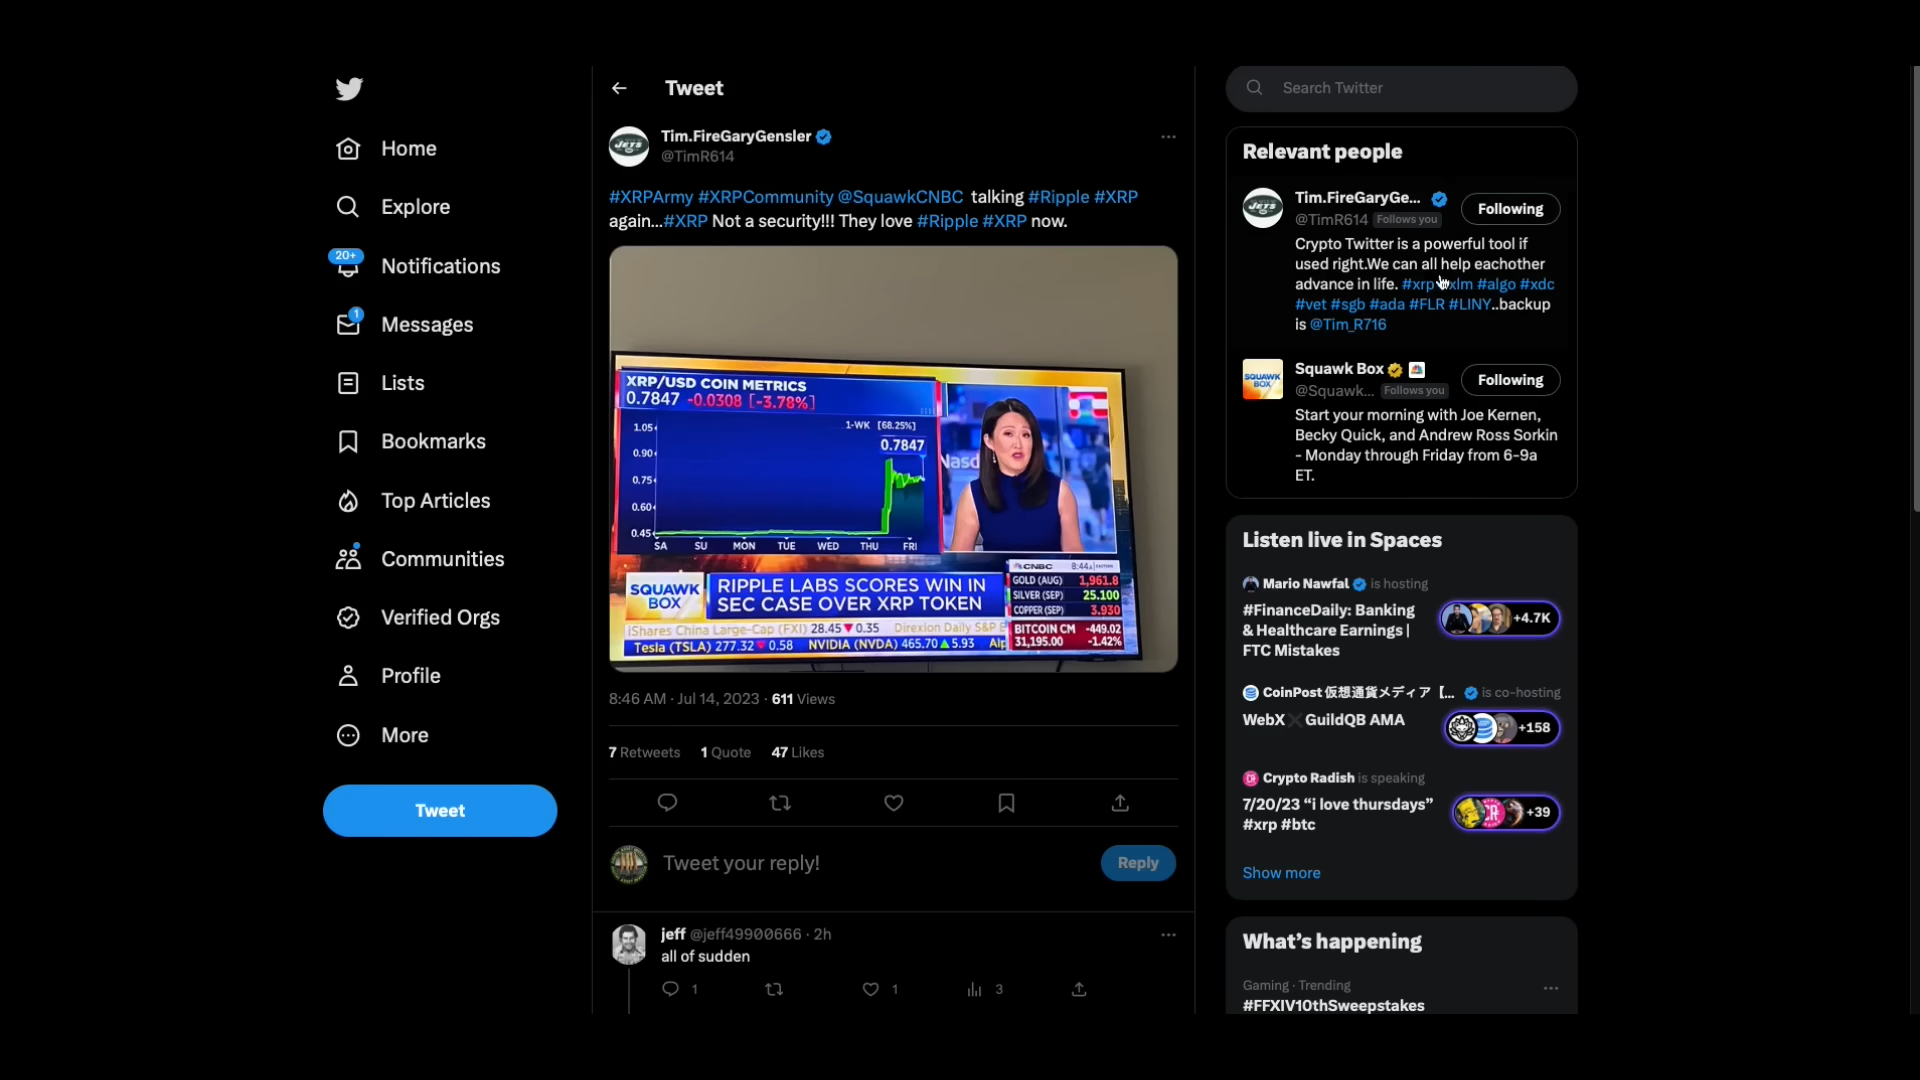 Tweet
Search Twitter
Home
Explore
20+
Notifications
1
Messages
Lists
Bookmarks
Top Articles
Communities
Verified Orgs
Profile
More
Tweet
JETS
Tim.FireGaryGensler
@TimR614
#XRPArmy #XRPCommunity @SquawkCNBC talking #Ripple #XRP
again...#XRP Not a security!!! They love #Ripple #XRP now.
XRP/USD COIN METRICS
0.7847 -0.0308 [-3.78%]
1-WK [68.25%]
0.7847
1.05
0.90
0.75
0.60
0.45
SA SU MON TUE WED THU FRI
Nasd
SQUAWK
BOX
RIPPLE LABS SCORES WIN IN
SEC CASE OVER XRP TOKEN
CNBC 8:44A EASTERN
GOLD (AUG) 1,961.8
SILVER (SEP) 25.100
COPPER (SEP) 3.930
BITCOIN CM -449.02
31,195.00 -1.42%
iShares China Large-Cap (FXI) 28.45 ▼ 0.35 Direxion Daily S&P
Tesla (TSLA) 277.32 ▼ 0.58 NVIDIA (NVDA) 465.70 ▲ 5.93
8:46 AM · Jul 14, 2023 · 611 Views
7 Retweets 1 Quote 47 Likes
Tweet your reply!
Reply
jeff @jeff49900666 · 2h
all of sudden
1 1 3
Relevant people
JETS
Tim.FireGaryGe...
@TimR614 Follows you
Following
Crypto Twitter is a powerful tool if
used right.We can all help eachother
advance in life. #xrp xlm #algo #xdc
#vet #sgb #ada #FLR #LINY..backup
is @Tim_R716
SQUAWK
BOX
Squawk Box
@Squawk... Follows you
Following
Start your morning with Joe Kernen,
Becky Quick, and Andrew Ross Sorkin
- Monday through Friday from 6-9a
ET.
Listen live in Spaces
Mario Nawfal is hosting
#FinanceDaily: Banking
& Healthcare Earnings |
FTC Mistakes
+4.7K
CoinPost 仮想通貨メディア【... is co-hosting
WebX ✕ GuildQB AMA
+158
Crypto Radish is speaking
7/20/23 “i love thursdays”
#xrp #btc
+39
Show more
What’s happening
Gaming · Trending
#FFXIV10thSweepstakes